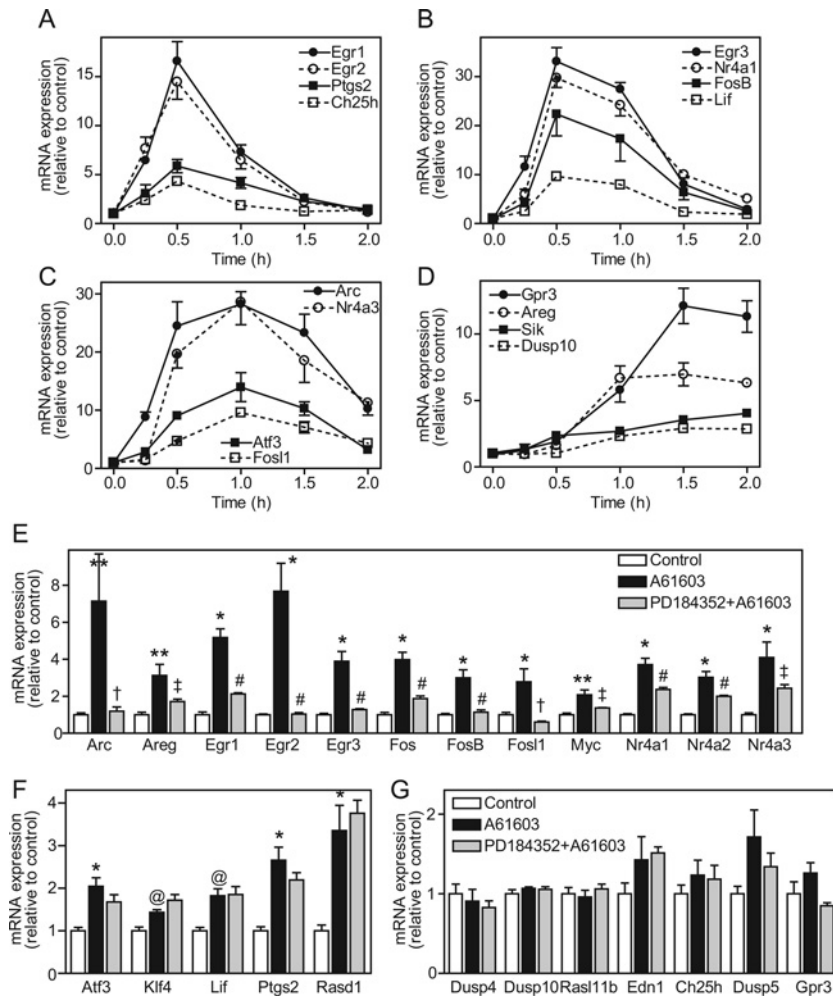 A
mRNA expression
(relative to control)
15
10
5
0
Egr1
Egr2
Ptgs2
Ch25h
0.0 0.5 1.0 1.5 2.0
Time (h)
B
mRNA expression
(relative to control)
30
20
10
0
Egr3
Nr4a1
FosB
Lif
0.0 0.5 1.0 1.5 2.0
Time (h)
C
mRNA expression
(relative to control)
30
20
10
0
Arc
Nr4a3
Atf3
Fosl1
0.0 0.5 1.0 1.5 2.0
Time (h)
D
mRNA expression
(relative to control)
10
5
0
Gpr3
Areg
Sik
Dusp10
0.0 0.5 1.0 1.5 2.0
Time (h)
E
mRNA expression
(relative to control)
8
6
4
2
0
Control
A61603
PD184352+A61603
** ** * * * * * * ** * * *
† ‡ # # # # # † ‡ # # ‡
Arc Areg Egr1 Egr2 Egr3 Fos FosB Fosl1 Myc Nr4a1 Nr4a2 Nr4a3
F
mRNA expression
(relative to control)
4
3
2
1
0
* @ @ * *
Atf3 Klf4 Lif Ptgs2 Rasd1
G
mRNA expression
(relative to control)
2
1
0
Control
A61603
PD184352+A61603
Dusp4 Dusp10 Rasl11b Edn1 Ch25h Dusp5 Gpr3